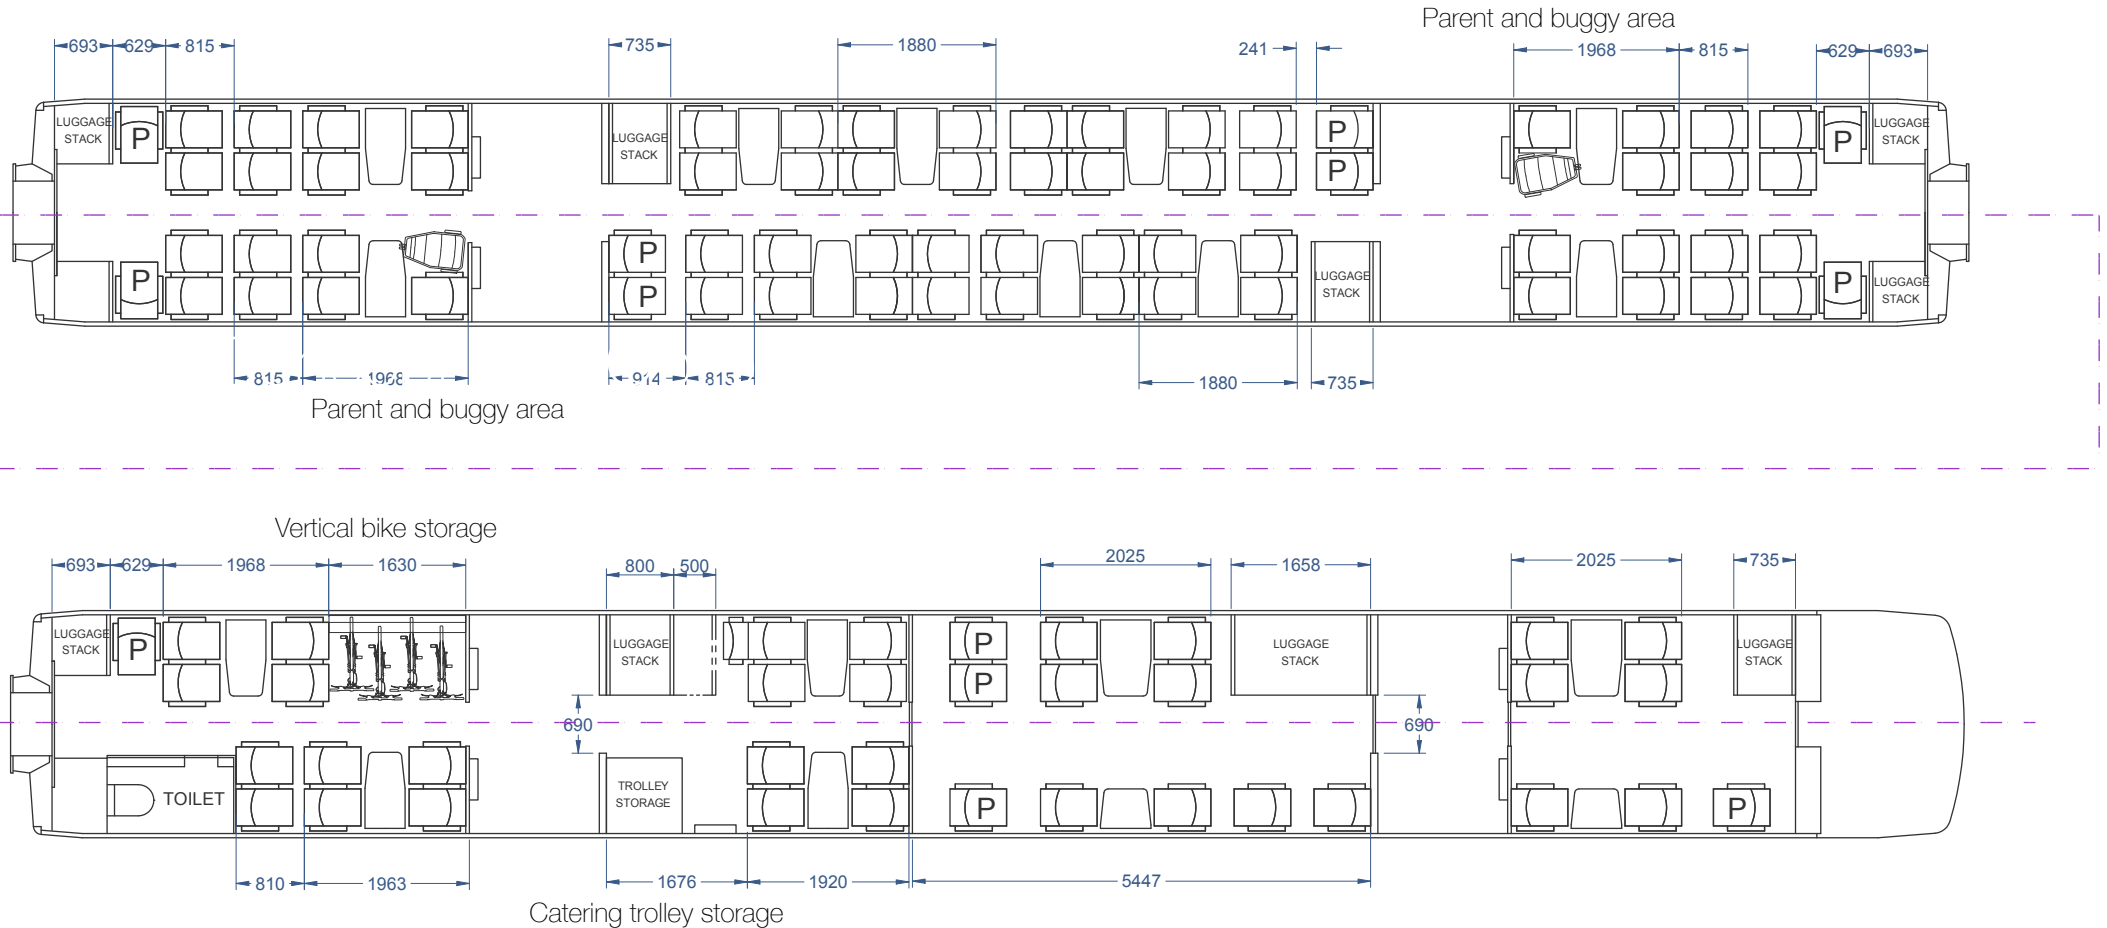 Parent and buggy area
693 629 815 735 1880 241 1968 815 629 693
LUGGAGE
STACK
P
LUGGAGE
STACK
P
P
P
LUGGAGE
STACK
P
P
P
LUGGAGE
STACK
P
LUGGAGE
STACK
815 1968 914 815 1880 735
Parent and buggy area
Vertical bike storage
693 629 1968 1630 800 500 2025 1658 2025 735
LUGGAGE
STACK
P
LUGGAGE
STACK
P
P
LUGGAGE
STACK
LUGGAGE
STACK
690 690
TOILET
TROLLEY
STORAGE
P
P
810 1963 1676 1920 5447
Catering trolley storage